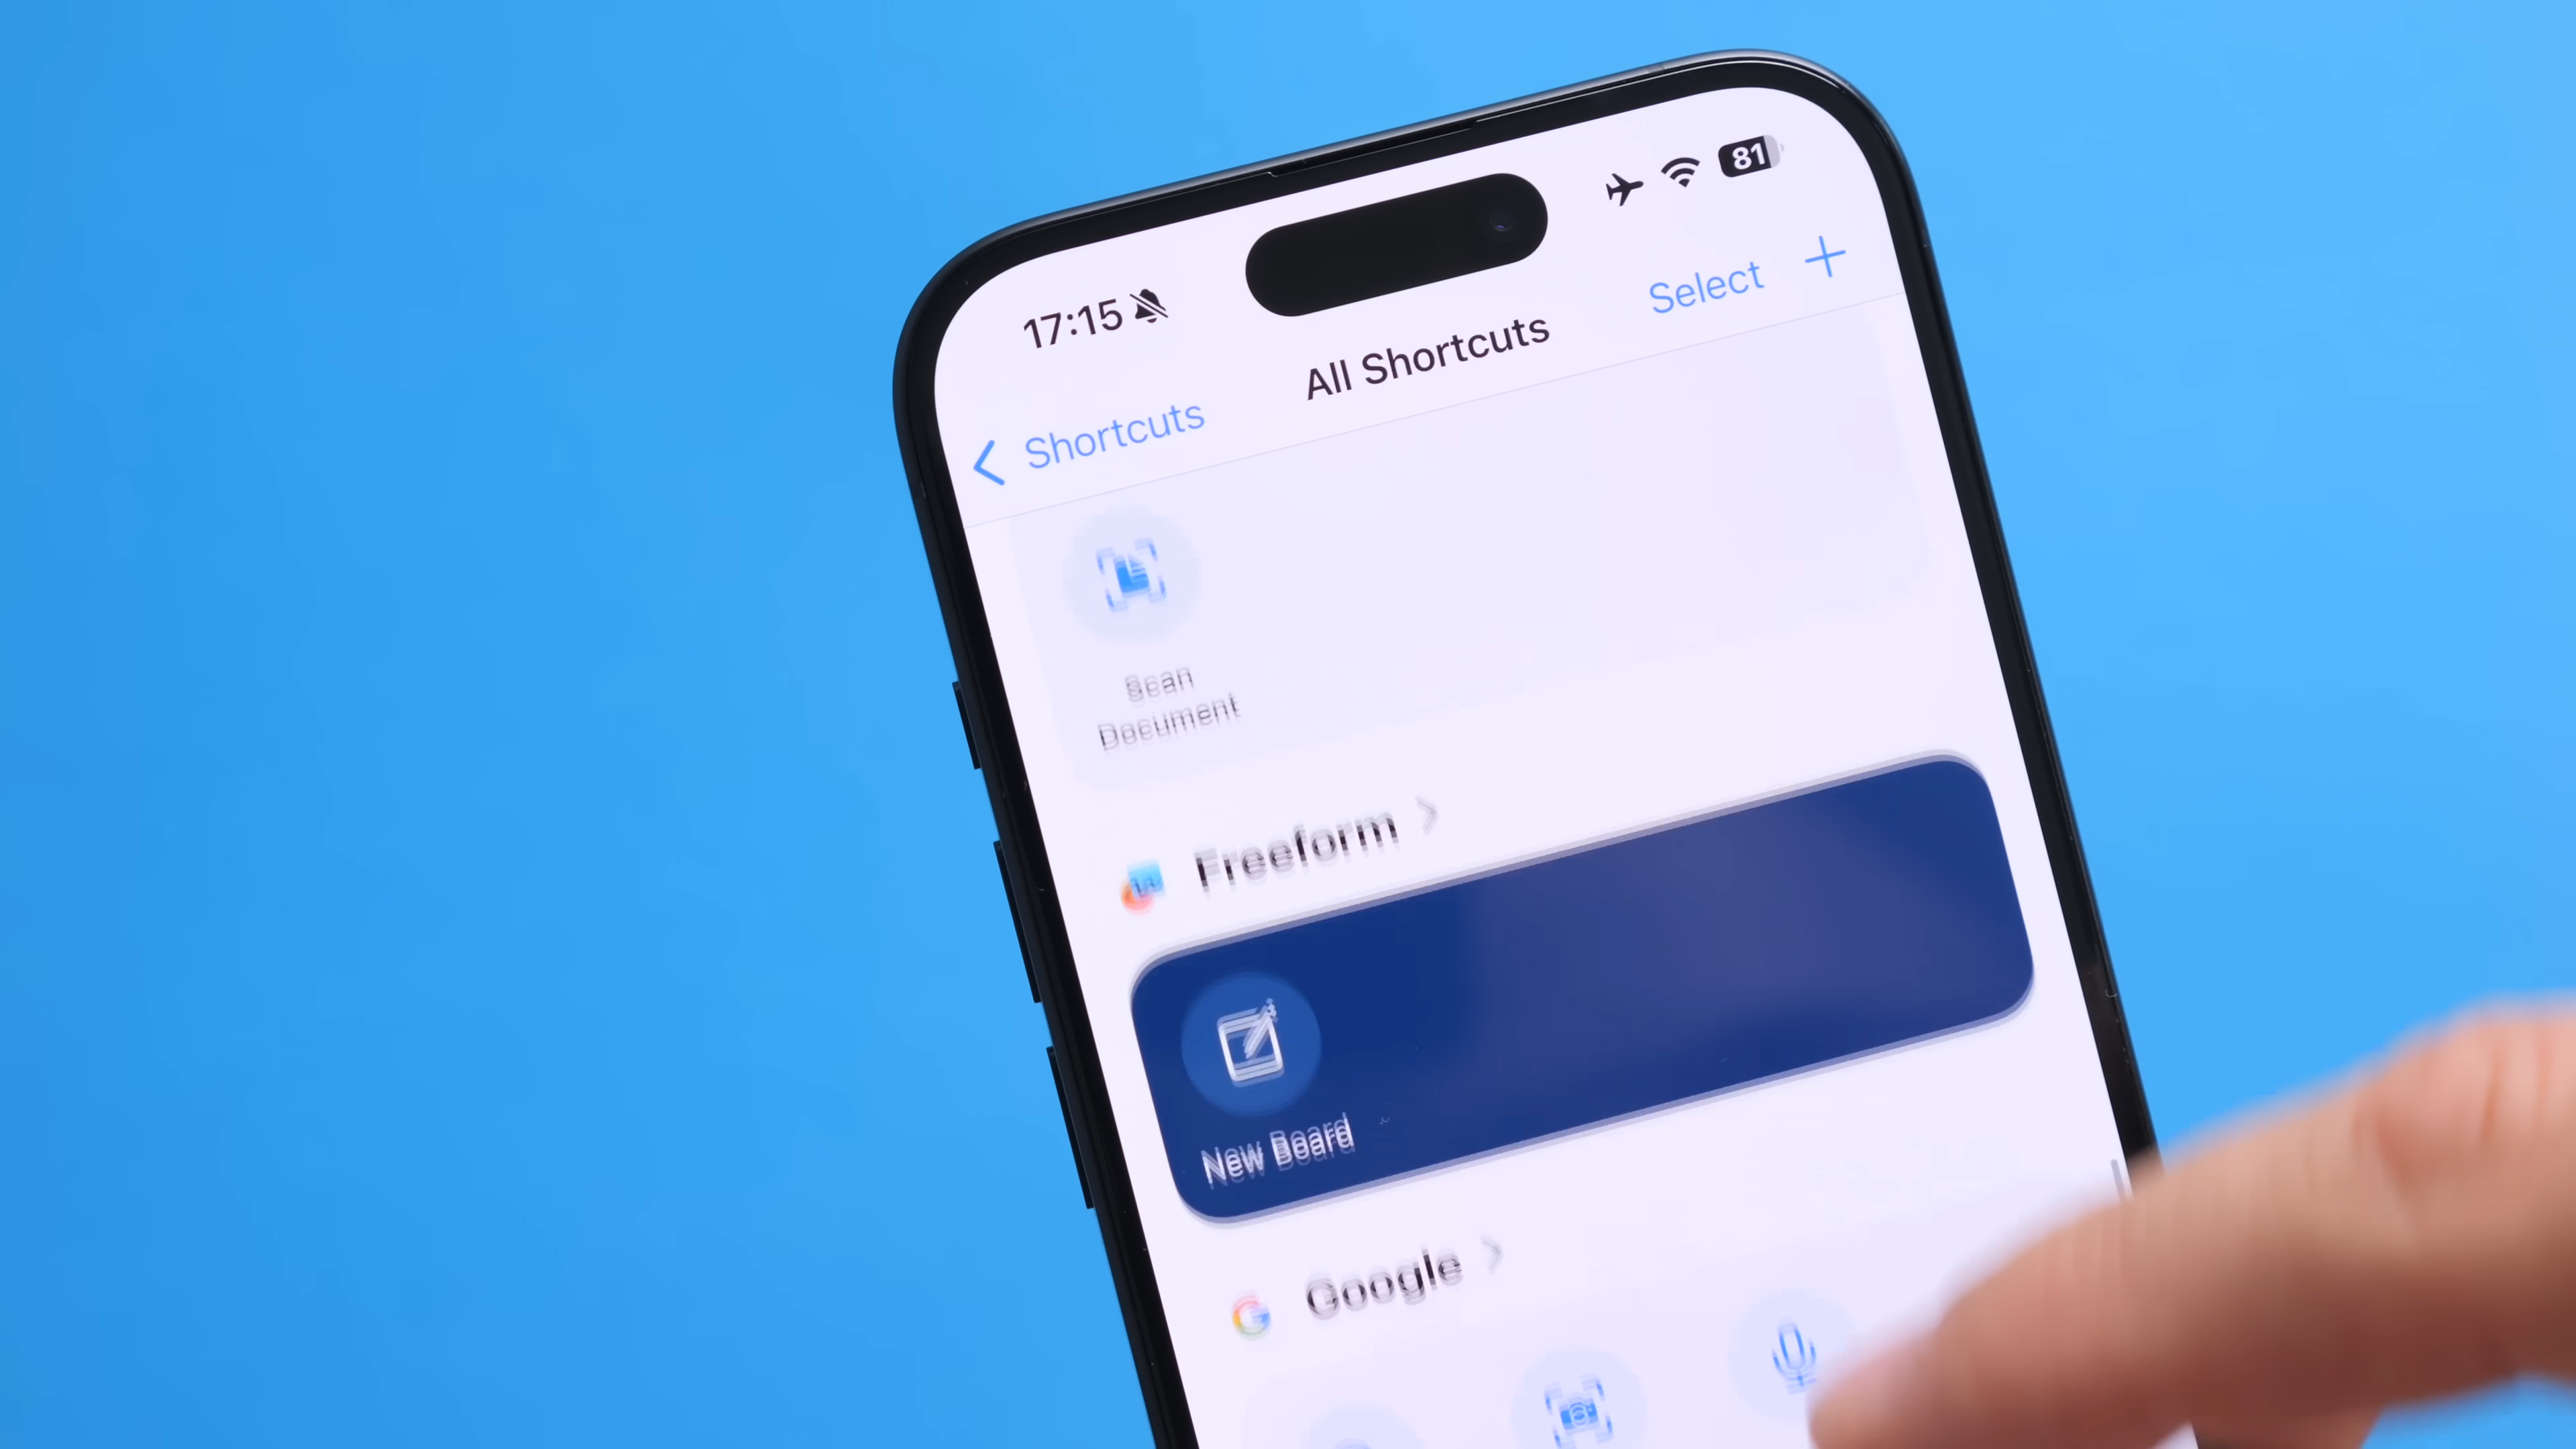 17:15
81
Shortcuts
All Shortcuts
Select +
Scan
Document
Freeform >
New Board
Google >